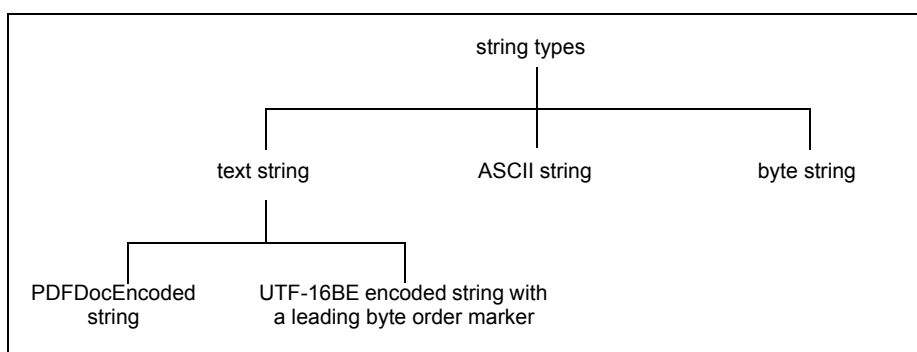 string types
text string
ASCII string
byte string
PDFDocEncoded
string
UTF-16BE encoded string with
a leading byte order marker